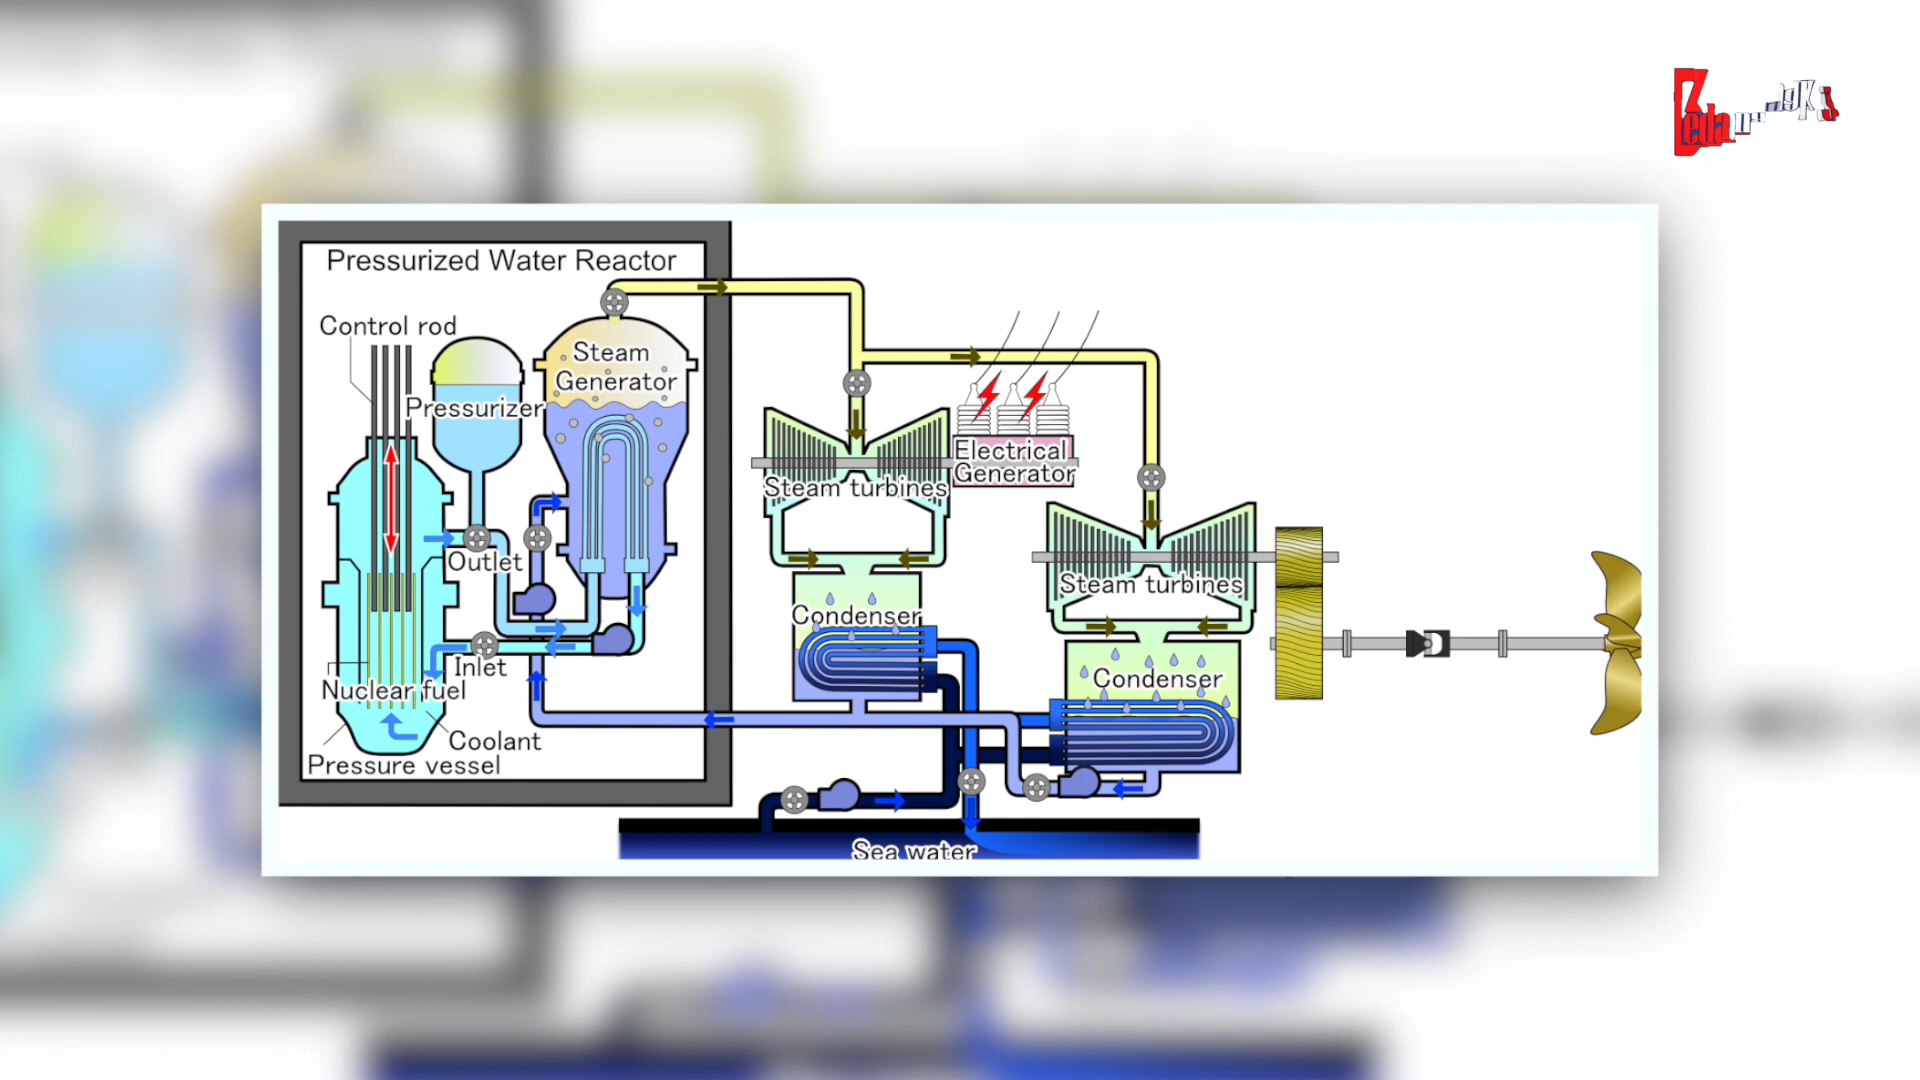 Pressurized Water Reactor
Control rod
Steam
Generator
Pressurizer
Electrical
Generator
Steam turbines
Outlet
Steam turbines
Condenser
Inlet
Condenser
Nuclear fuel
Coolant
Pressure vessel
Sea water